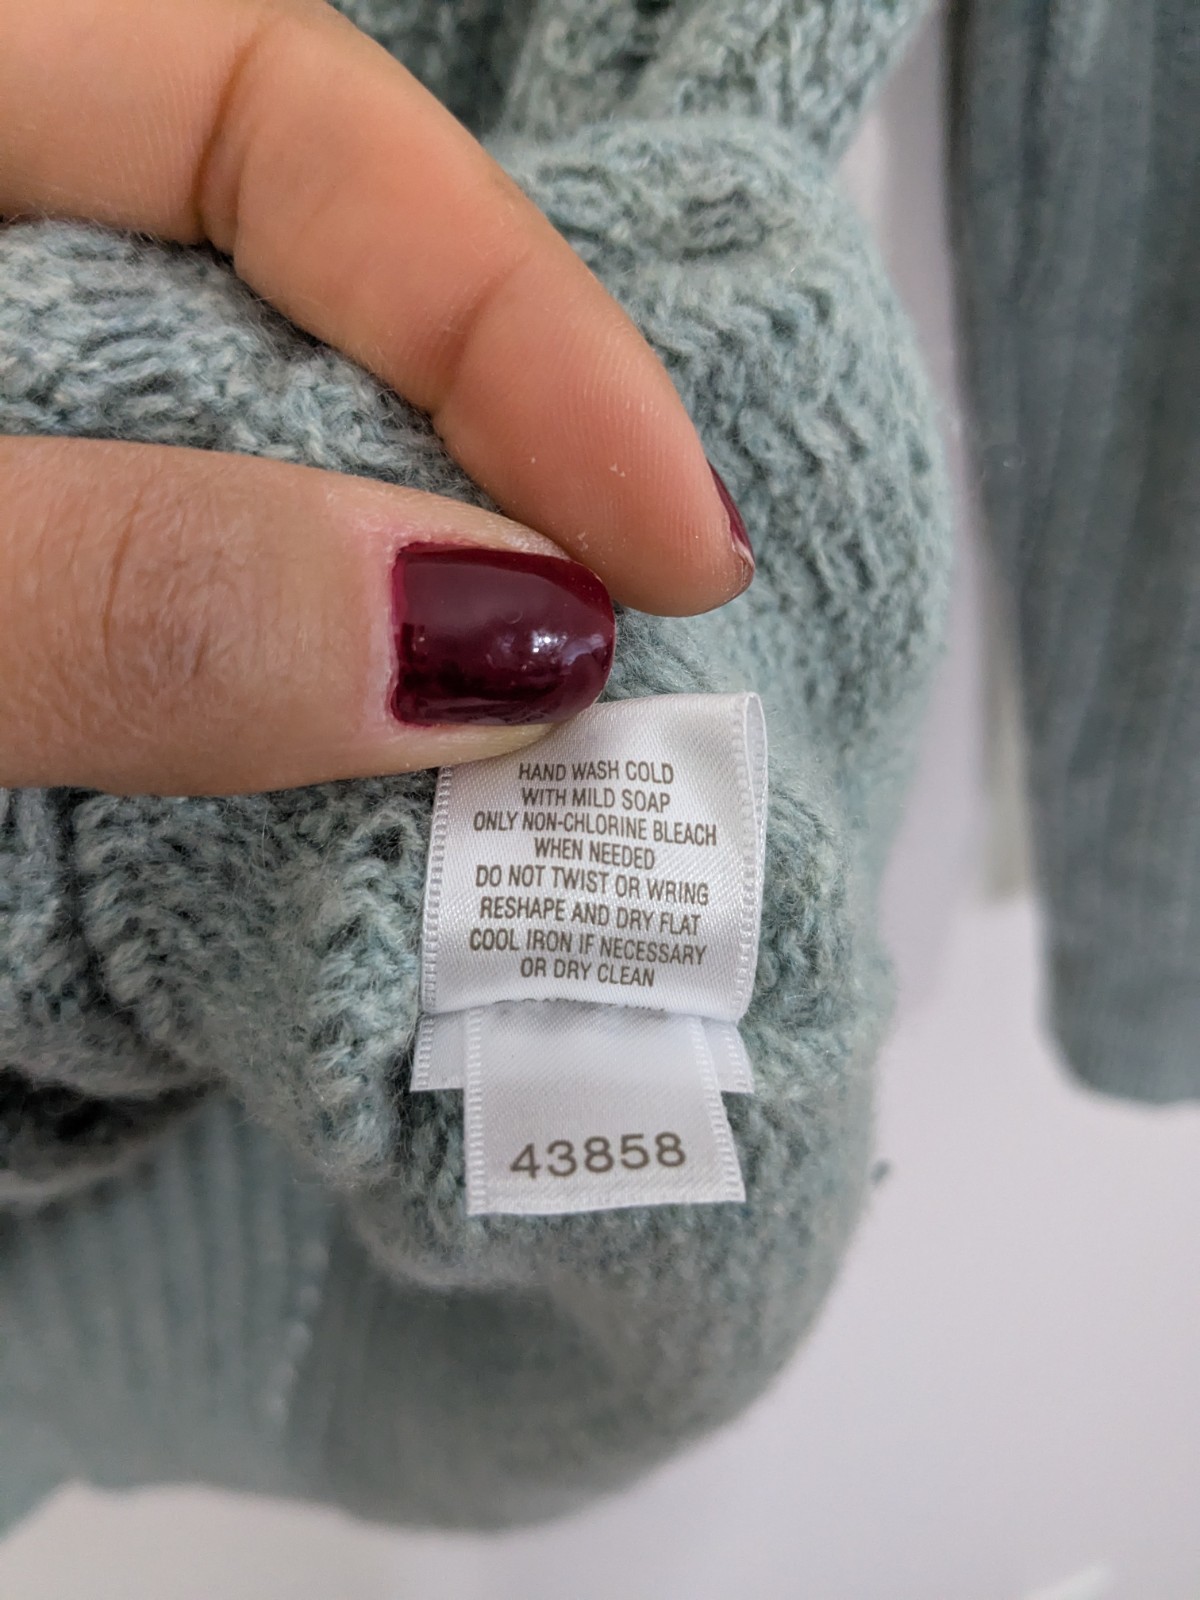 HAND WASH COLD
WITH MILD SOAP
ONLY NON-CHLORINE BLEACH
WHEN NEEDED
DO NOT TWIST OR WRING
RESHAPE AND DRY FLAT
COOL IRON IF NECESSARY
OR DRY CLEAN
43858